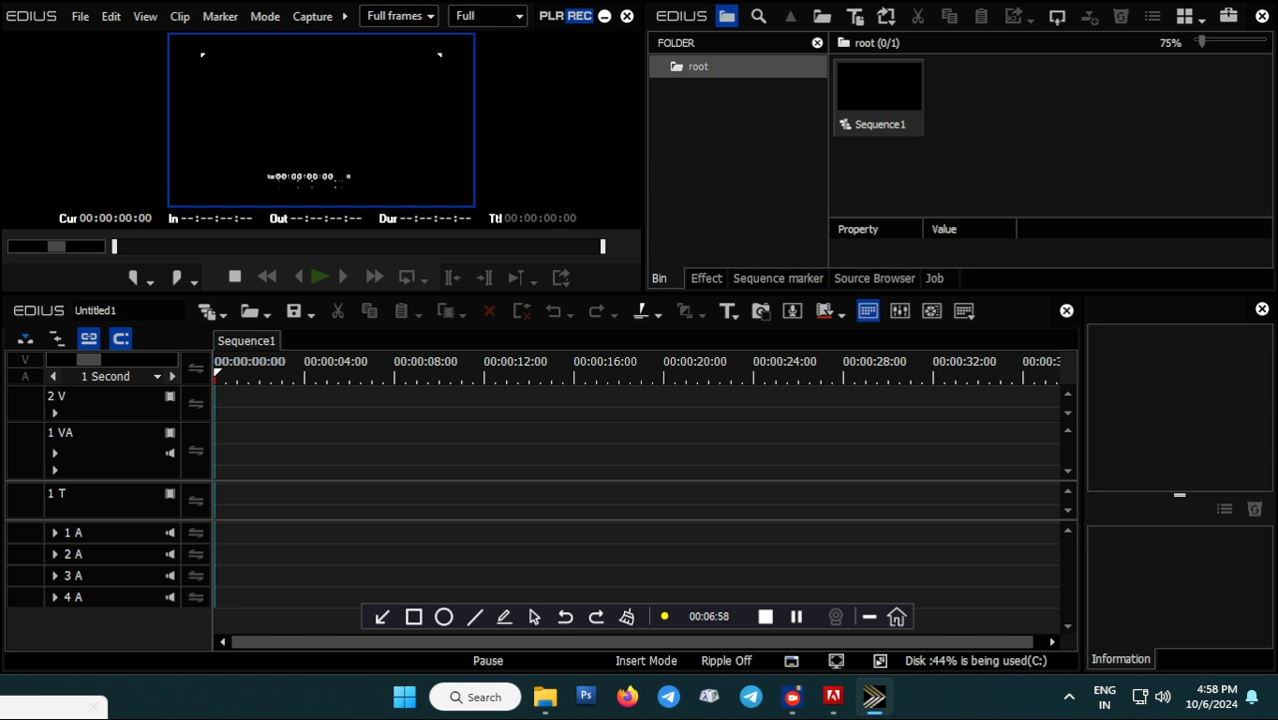 EDIUS File Edit View Clip Marker Mode Capture Full frames Full PLR REC
00:00:00:00
Cur 00:00:00:00 In --:--:--:-- Out --:--:--:-- Dur --:--:--:-- Ttl 00:00:00:00
EDIUS
FOLDER root (0/1) 75%
root
Sequence1
Property Value
Bin Effect Sequence marker Source Browser Job
EDIUS Untitled1
Sequence1
V 00:00:00:00 00:00:04:00 00:00:08:00 00:00:12:00 00:00:16:00 00:00:20:00 00:00:24:00 00:00:28:00 00:00:32:00
A 1 Second
2 V
1 VA
1 T
1 A
2 A
3 A
4 A
00:06:58
Pause Insert Mode Ripple Off Disk :44% is being used(C:)
Information
Search Ps ENG IN 4:58 PM 10/6/2024